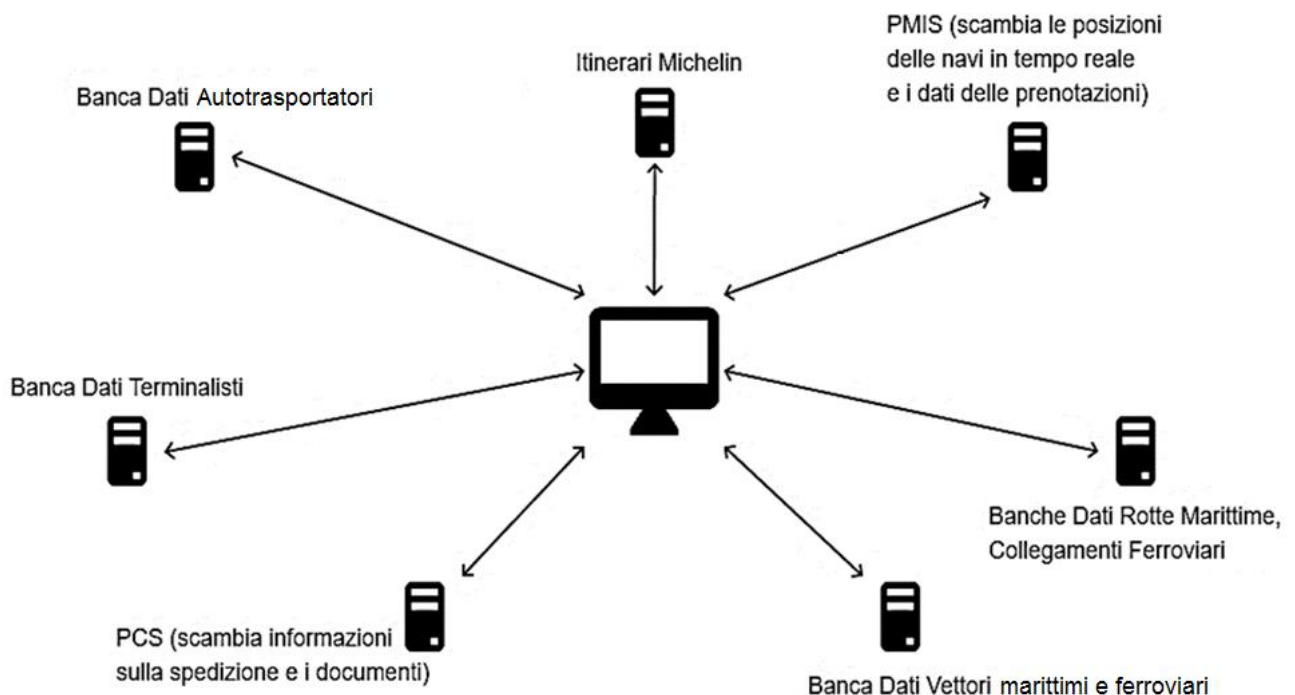 PMIS (scambia le posizioni
delle navi in tempo reale
e i dati delle prenotazioni)
Itinerari Michelin
Banca Dati Autotrasportatori
Banca Dati Terminalisti
Banche Dati Rotte Marittime,
Collegamenti Ferroviari
PCS (scambia informazioni
sulla spedizione e i documenti)
Banca Dati Vettori marittimi e ferroviari